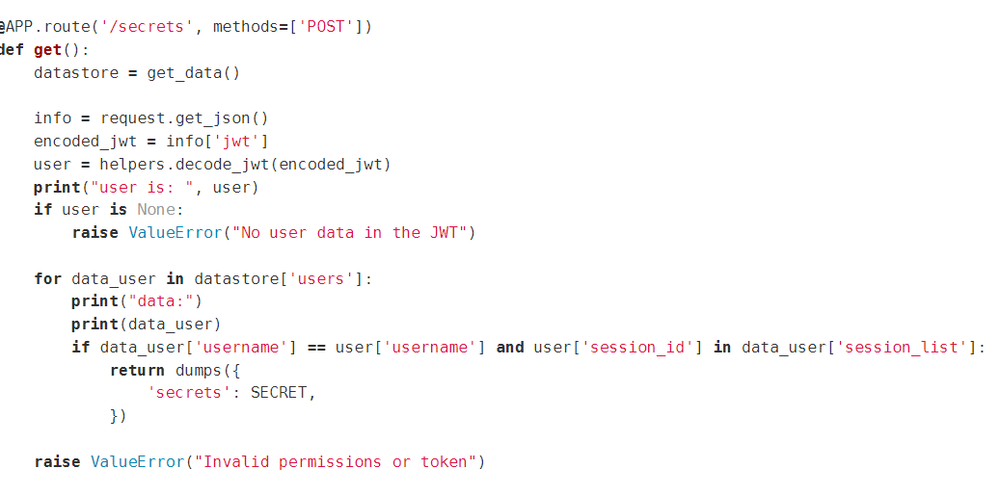 @APP.route('/secrets', methods=['POST'])
def get():
    datastore = get_data()

    info = request.get_json()
    encoded_jwt = info['jwt']
    user = helpers.decode_jwt(encoded_jwt)
    print("user is: ", user)
    if user is None:
        raise ValueError("No user data in the JWT")

    for data_user in datastore['users']:
        print("data:")
        print(data_user)
        if data_user['username'] == user['username'] and user['session_id'] in data_user['session_list']:
            return dumps({
                'secrets': SECRET,
            })

    raise ValueError("Invalid permissions or token")